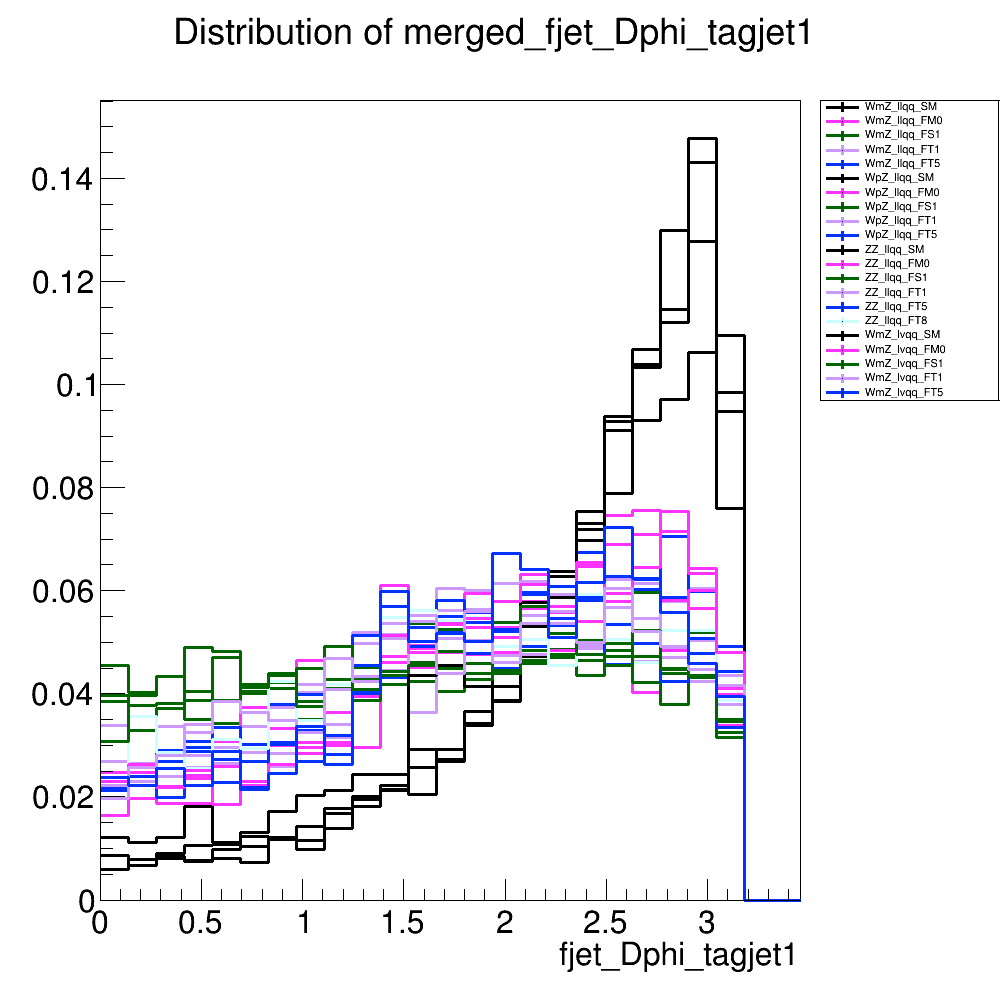 Distribution of merged_fjet_Dphi_tagjet1
WmZ_llqq_SM
WmZ_llqq_FM0
WmZ_llqq_FS1
WmZ_llqq_FT1
WmZ_llqq_FT5
WpZ_llqq_SM
WpZ_llqq_FM0
WpZ_llqq_FS1
WpZ_llqq_FT1
WpZ_llqq_FT5
ZZ_llqq_SM
ZZ_llqq_FM0
ZZ_llqq_FS1
ZZ_llqq_FT1
ZZ_llqq_FT5
ZZ_llqq_FT8
WmZ_lvqq_SM
WmZ_lvqq_FM0
WmZ_lvqq_FS1
WmZ_lvqq_FT1
WmZ_lvqq_FT5
0.14
0.12
0.1
0.08
0.06
0.04
0.02
0
0 0.5 1 1.5 2 2.5 3
fjet_Dphi_tagjet1